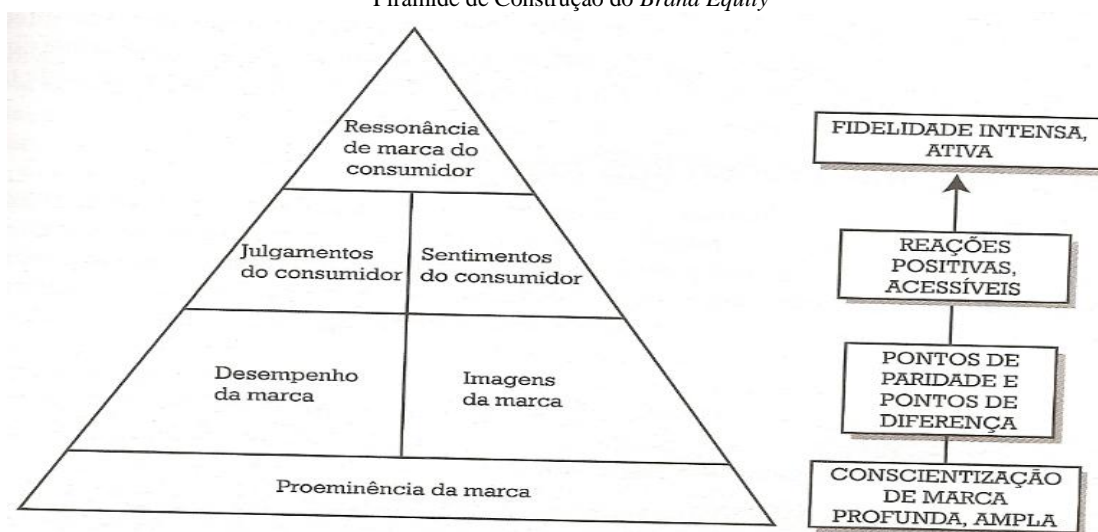 Pirâmide de Construção do Brand Equity
Ressonância
de marca do
consumidor
Julgamentos
do consumidor
Sentimentos
do consumidor
Desempenho
da marca
Imagens
da marca
Proeminência da marca
FIDELIDADE INTENSA,
ATIVA
REAÇÕES
POSITIVAS,
ACESSÍVEIS
PONTOS DE
PARIDADE E
PONTOS DE
DIFERENÇA
CONSCIENTIZAÇÃO
DE MARCA
PROFUNDA, AMPLA